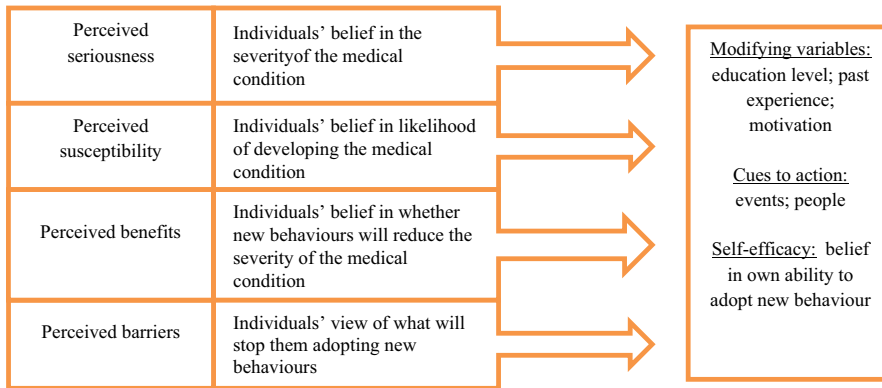 Perceived
seriousness
Individuals’ belief in the
severityof the medical
condition
Perceived
susceptibility
Individuals’ belief in likelihood
of developing the medical
condition
Perceived benefits
Individuals’ belief in whether
new behaviours will reduce the
severity of the medical
condition
Perceived barriers
Individuals’ view of what will
stop them adopting new
behaviours
Modifying variables:
education level; past
experience;
motivation
Cues to action:
events; people
Self-efficacy: belief
in own ability to
adopt new behaviour